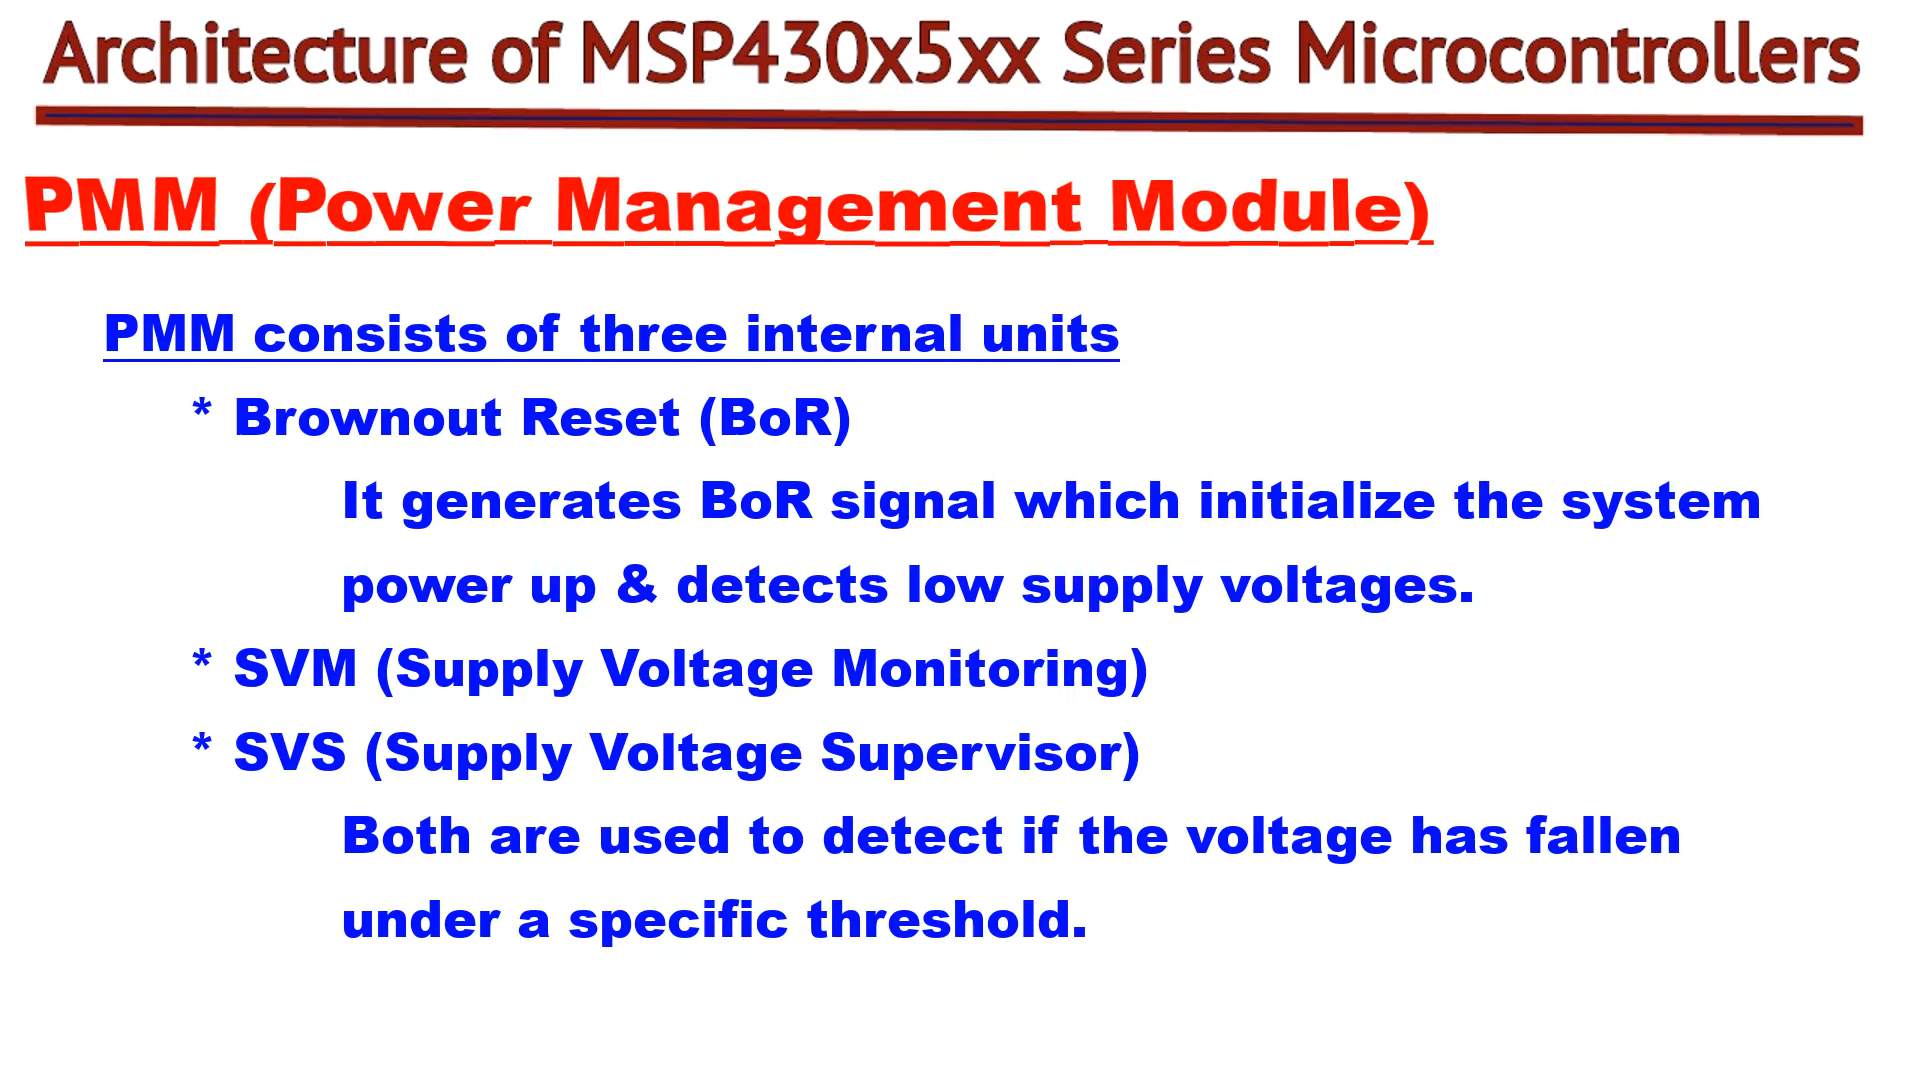 Architecture of MSP430x5xx Series Microcontrollers
PMM (Power Management Module)
PMM consists of three internal units
* Brownout Reset (BoR)
It generates BoR signal which initialize the system
power up & detects low supply voltages.
* SVM (Supply Voltage Monitoring)
* SVS (Supply Voltage Supervisor)
Both are used to detect if the voltage has fallen
under a specific threshold.